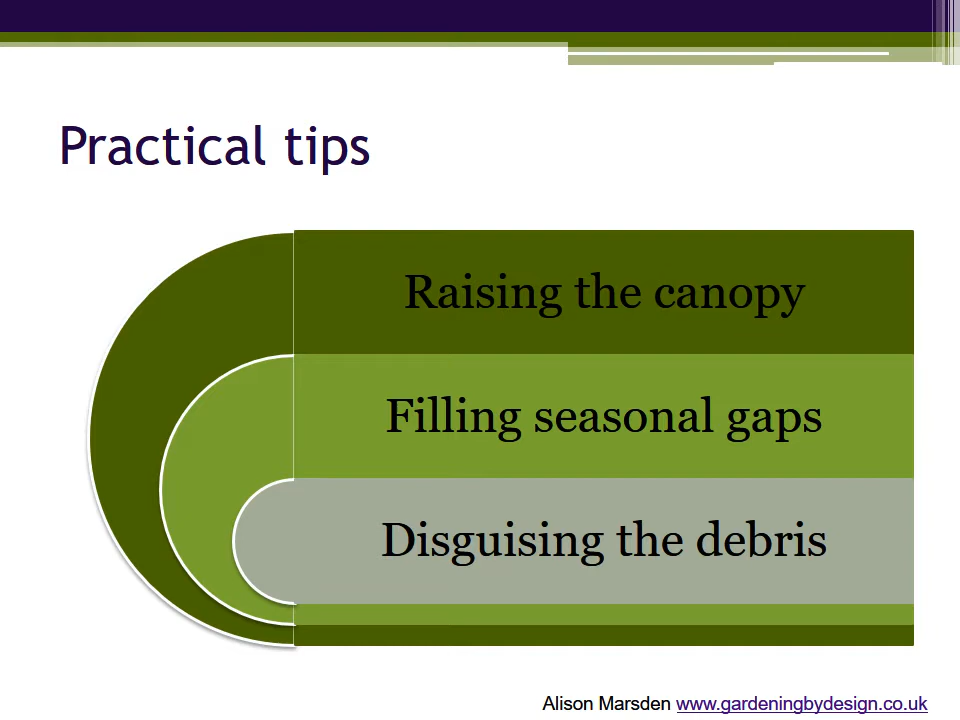 Practical tips
Raising the canopy
Filling seasonal gaps
Disguising the debris
Alison Marsden www.gardeningbydesign.co.uk